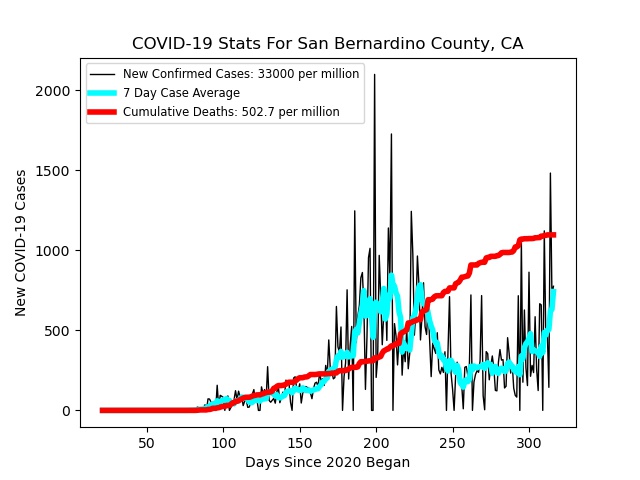 COVID-19 Stats For San Bernardino County, CA
New Confirmed Cases: 33000 per million
7 Day Case Average
Cumulative Deaths: 502.7 per million
New COVID-19 Cases
2000
1500
1000
500
0
50 100 150 200 250 300
Days Since 2020 Began